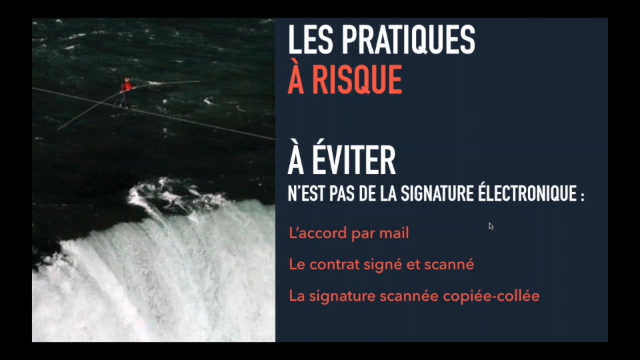 LES PRATIQUES
À RISQUE
À ÉVITER
N'EST PAS DE LA SIGNATURE ÉLECTRONIQUE :
L'accord par mail
Le contrat signé et scanné
La signature scannée copiée-collée